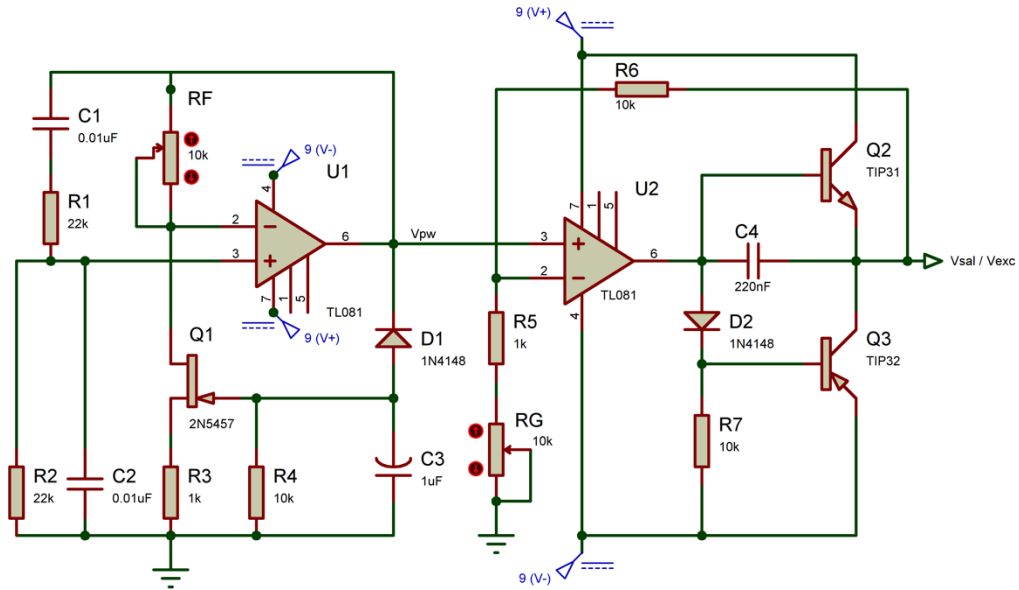 9 (V+)
R6
10k
RF
10k
C1
0.01uF
9 (V-)
4
U1
Q2
TIP31
R1
22k
7
1
5
U2
2
3
6
Vpw
3
2
6
TL081
4
C4
220nF
Vsal / Vexc
7
1
5
TL081
9 (V+)
D1
1N4148
R5
1k
D2
1N4148
Q3
TIP32
Q1
2N5457
RG
10k
R7
10k
R2
22k
C2
0.01uF
R3
1k
R4
10k
C3
1uF
9 (V-)